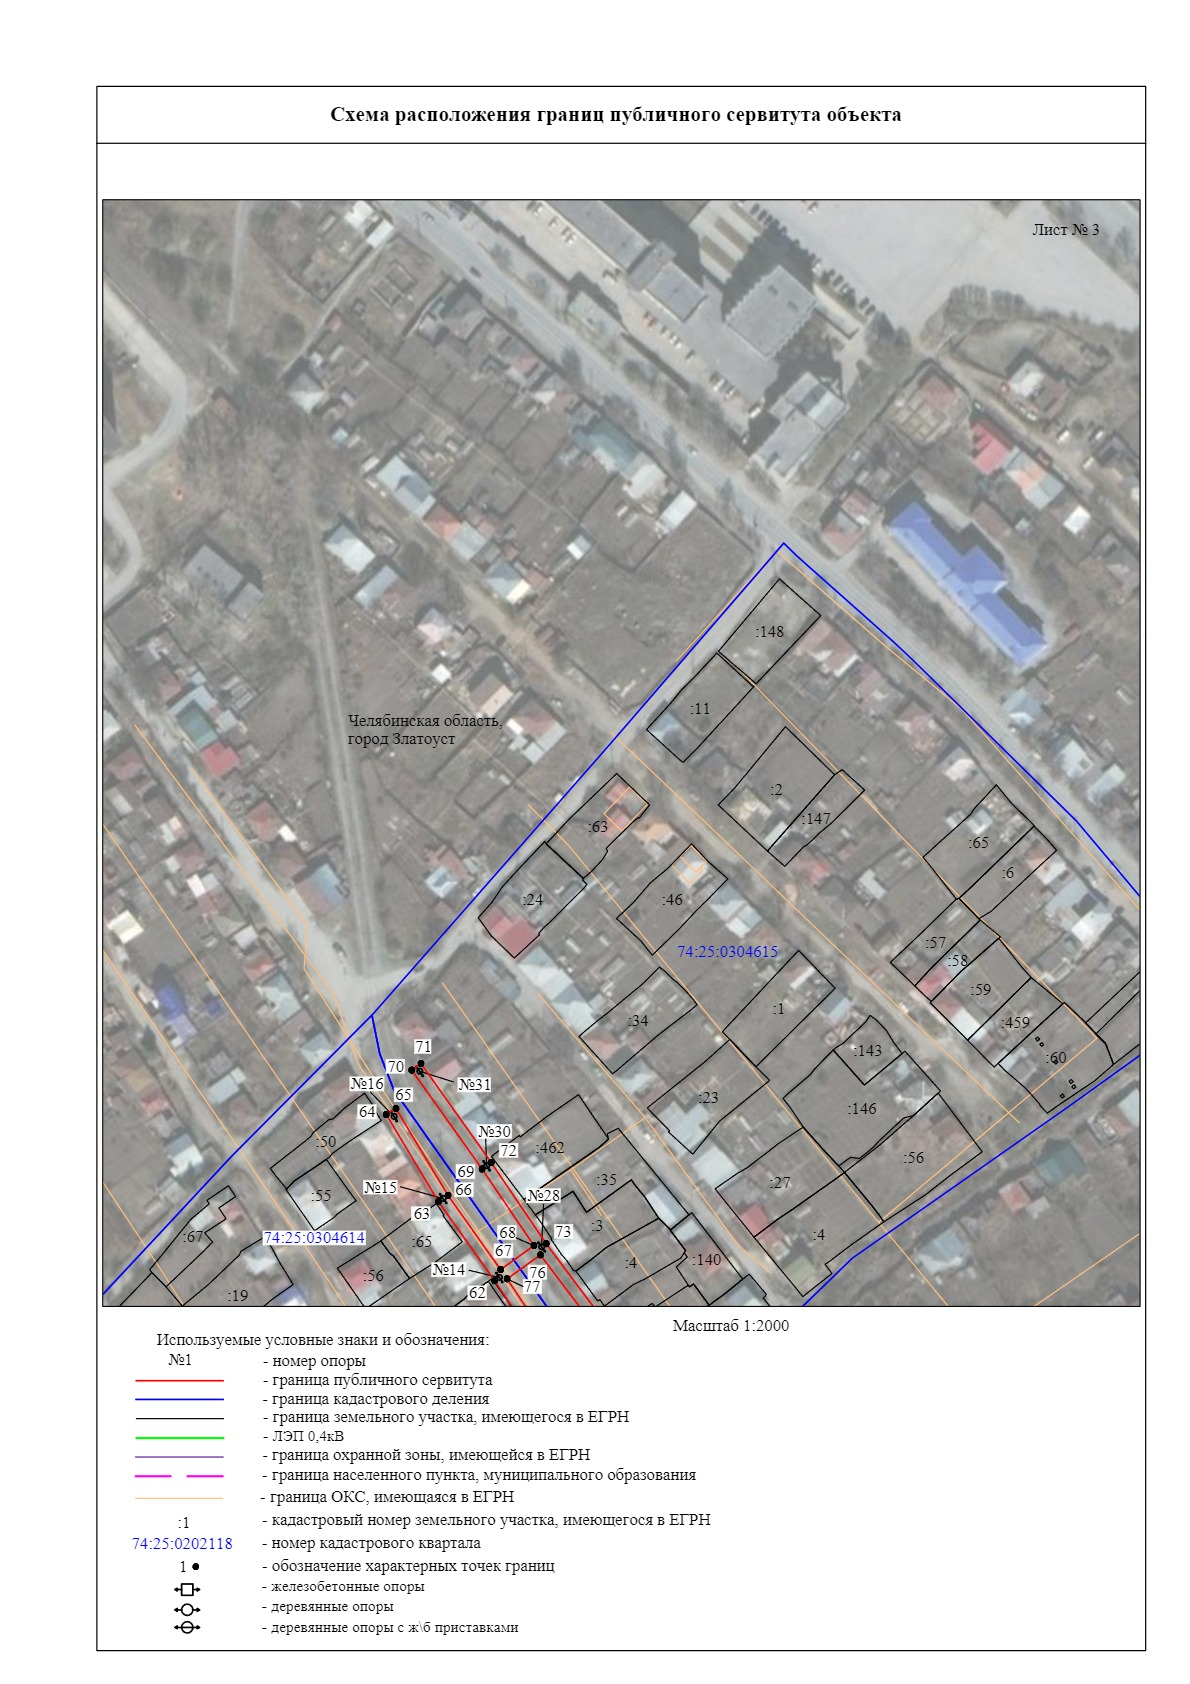 Схема расположения границ публичного сервитута объекта
Лист № 3
:148
:11
Челябинская область,
город Златоуст
:2
:147
:63
:65
:6
:24
:46
:57
74:25:0304615
:58
:59
:1
:34
:459
71
:143
:60
70
№16
№31
65
:23
64
:146
№30
:50
:462
72
:56
69
:35
:27
№15
66
:55
№28
63
:3
68
73
:67
:4
74:25:0304614
:65
67
:140
:4
№14
76
:56
62
77
:19
Масштаб 1:2000
Используемые условные знаки и обозначения:
№1 - номер опоры
- граница публичного сервитута
- граница кадастрового деления
- граница земельного участка, имеющегося в ЕГРН
- ЛЭП 0,4кВ
- граница охранной зоны, имеющейся в ЕГРН
- граница населенного пункта, муниципального образования
- граница ОКС, имеющаяся в ЕГРН
:1 - кадастровый номер земельного участка, имеющегося в ЕГРН
74:25:0202118 - номер кадастрового квартала
1 - обозначение характерных точек границ
- железобетонные опоры
- деревянные опоры
- деревянные опоры с ж\б приставками